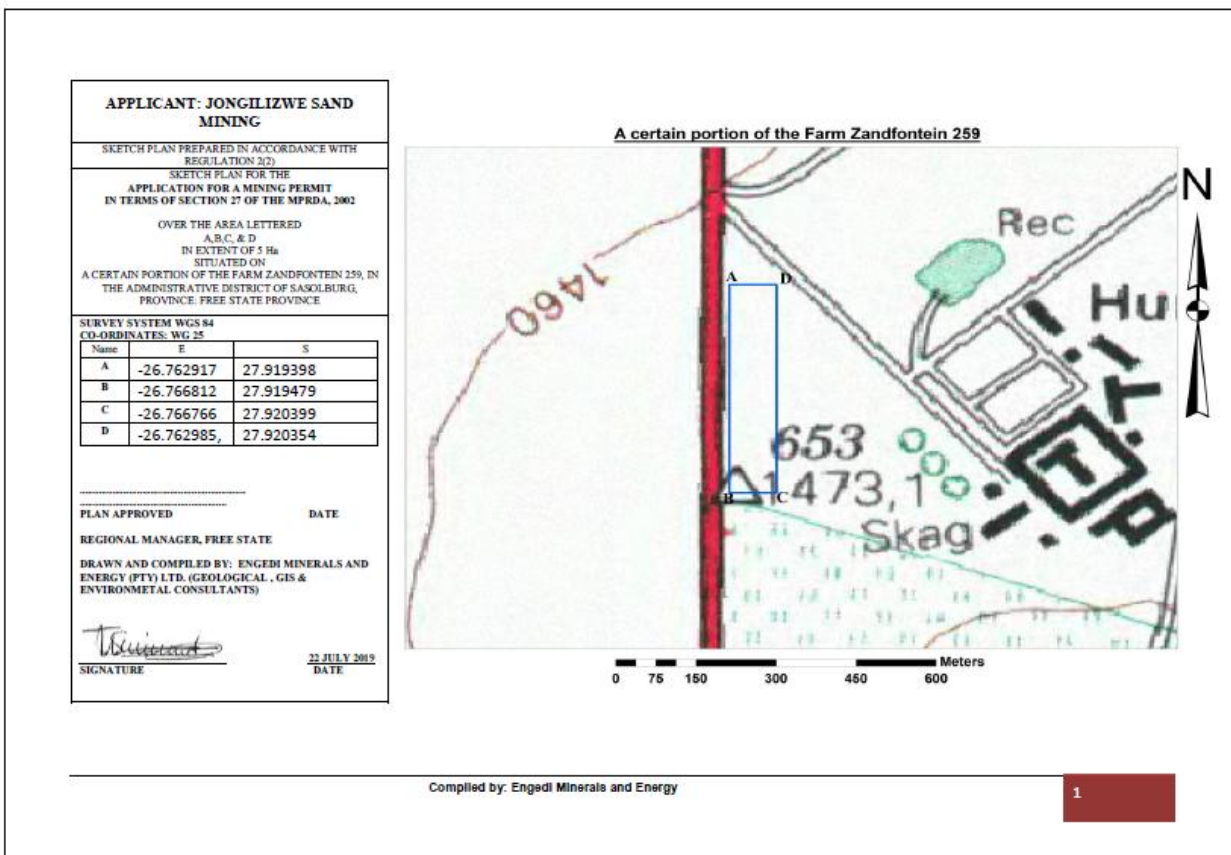 APPLICANT: JONGILIZWE SAND
MINING
SKETCH PLAN PREPARED IN ACCORDANCE WITH
REGULATION 2(2)
SKETCH PLAN FOR THE
APPLICATION FOR A MINING PERMIT
IN TERMS OF SECTION 27 OF THE MPRDA, 2002
OVER THE AREA LETTERED
A,B,C, & D
IN EXTENT OF 5 Ha
SITUATED ON
A CERTAIN PORTION OF THE FARM ZANDFONTEIN 259, IN
THE ADMINISTRATIVE DISTRICT OF SASOLBURG,
PROVINCE: FREE STATE PROVINCE
SURVEY SYSTEM WGS 84
CO-ORDINATES: WG 25
Name E S
A -26.762917 27.919398
B -26.766812 27.919479
C -26.766766 27.920399
D -26.762985, 27.920354
PLAN APPROVED DATE
REGIONAL MANAGER, FREE STATE
DRAWN AND COMPILED BY: ENGEDI MINERALS AND
ENERGY (PTY) LTD. (GEOLOGICAL , GIS &
ENVIRONMETAL CONSULTANTS)
22 JULY 2019
SIGNATURE DATE
A certain portion of the Farm Zandfontein 259
N
Rec
1460
A D
Hu
T
653
B C
1473,1
Skag
T
P
Meters
0 75 150 300 450 600
Compiled by: Engedi Minerals and Energy
1